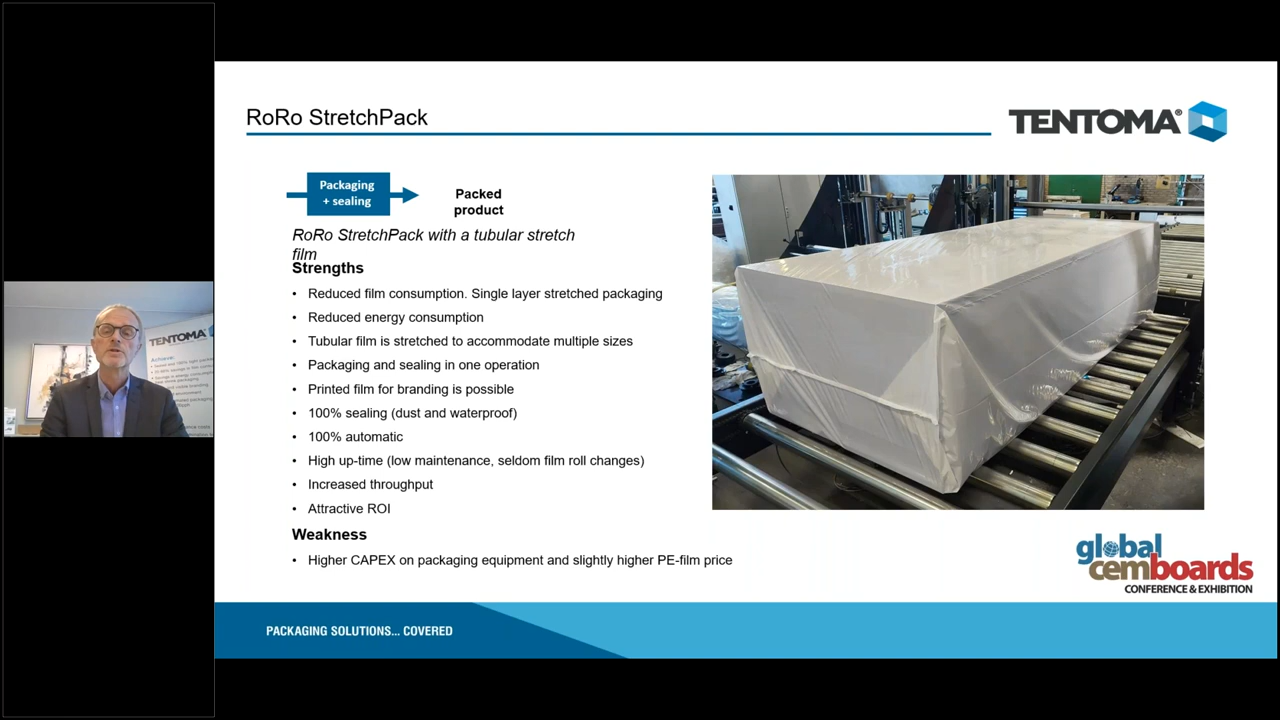 RoRo StretchPack
TENTOMA®
Packaging
+ sealing
Packed
product
RoRo StretchPack with a tubular stretch
film
Strengths
• Reduced film consumption. Single layer stretched packaging
• Reduced energy consumption
• Tubular film is stretched to accommodate multiple sizes
• Packaging and sealing in one operation
• Printed film for branding is possible
• 100% sealing (dust and waterproof)
• 100% automatic
• High up-time (low maintenance, seldom film roll changes)
• Increased throughput
• Attractive ROI
Weakness
• Higher CAPEX on packaging equipment and slightly higher PE-film price
global
cemboards
CONFERENCE & EXHIBITION
PACKAGING SOLUTIONS... COVERED
TENTOMA
Achieve: